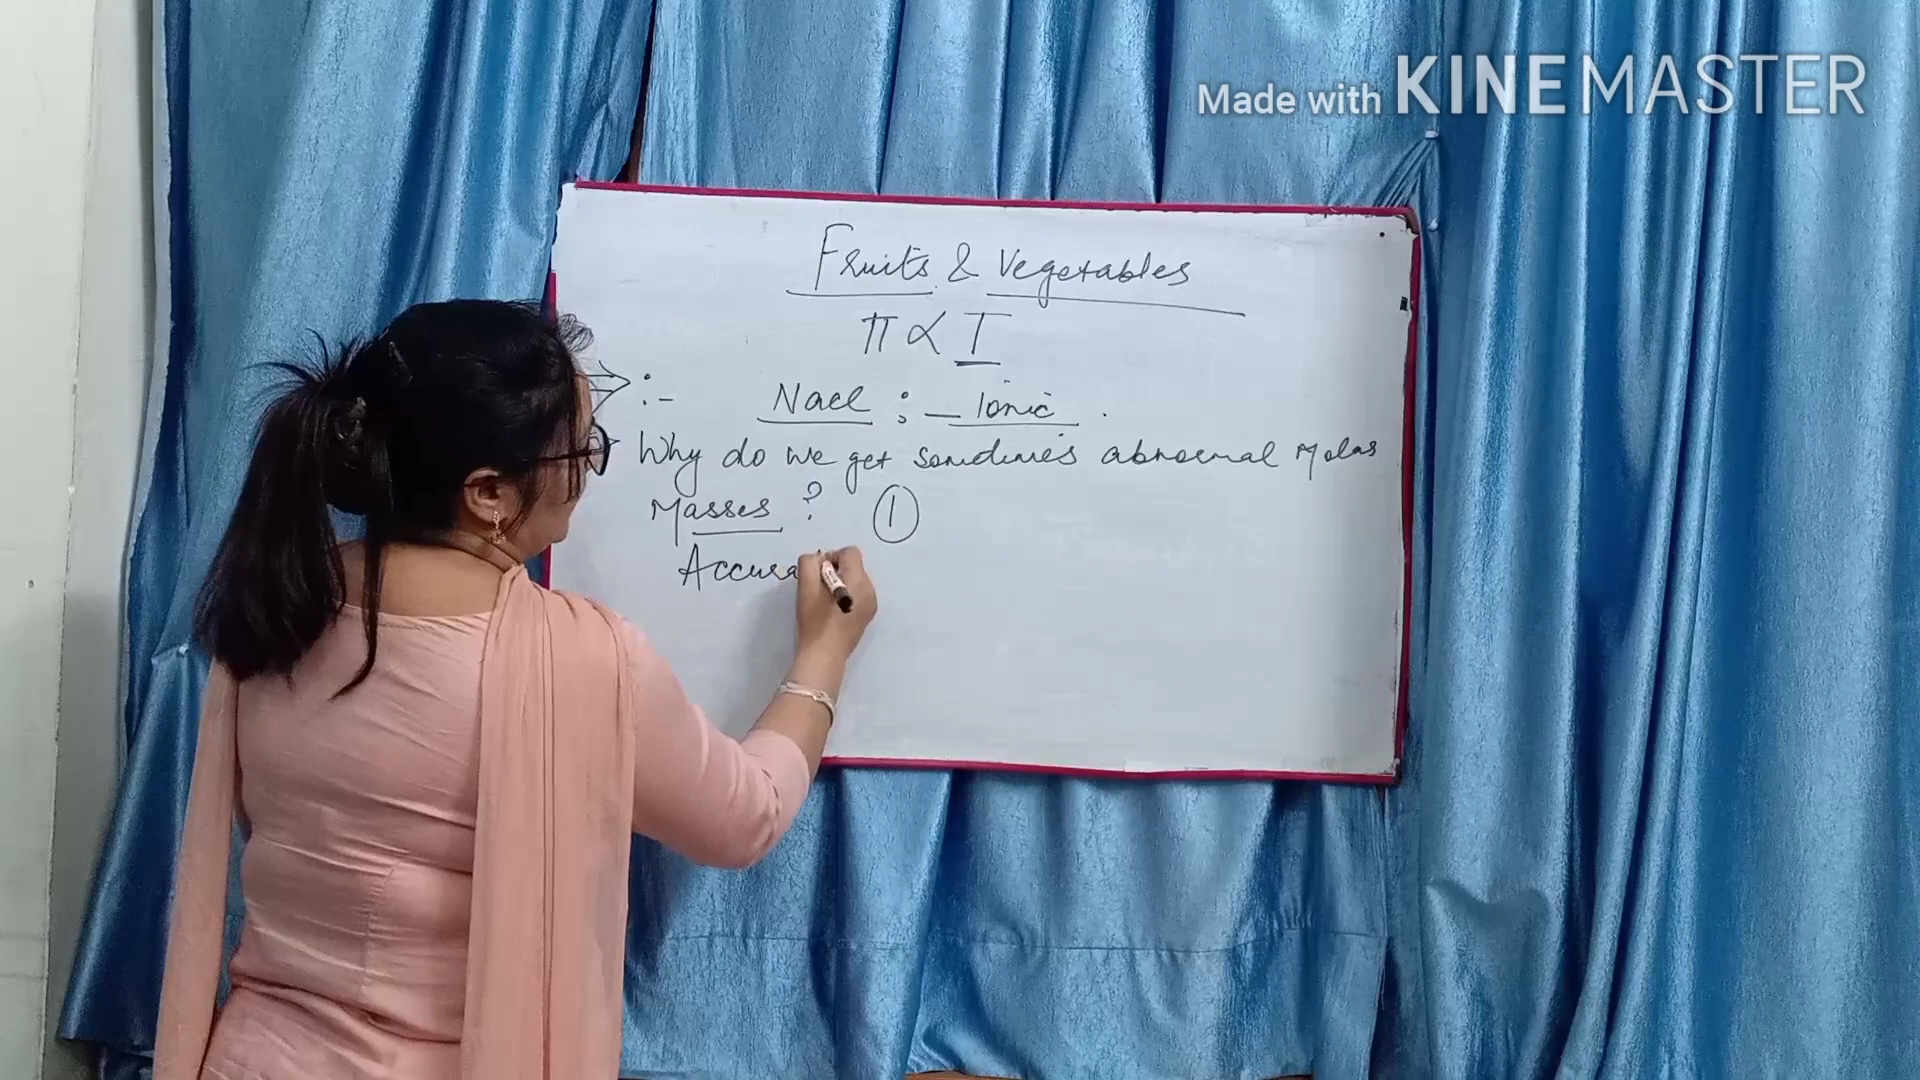 Made with KINEMASTER
Fruits & Vegetables
π ∝ T
:- Nacl : - Ionic .
Why do we get sometimes abnormal Molar
Masses ? ①
Accura